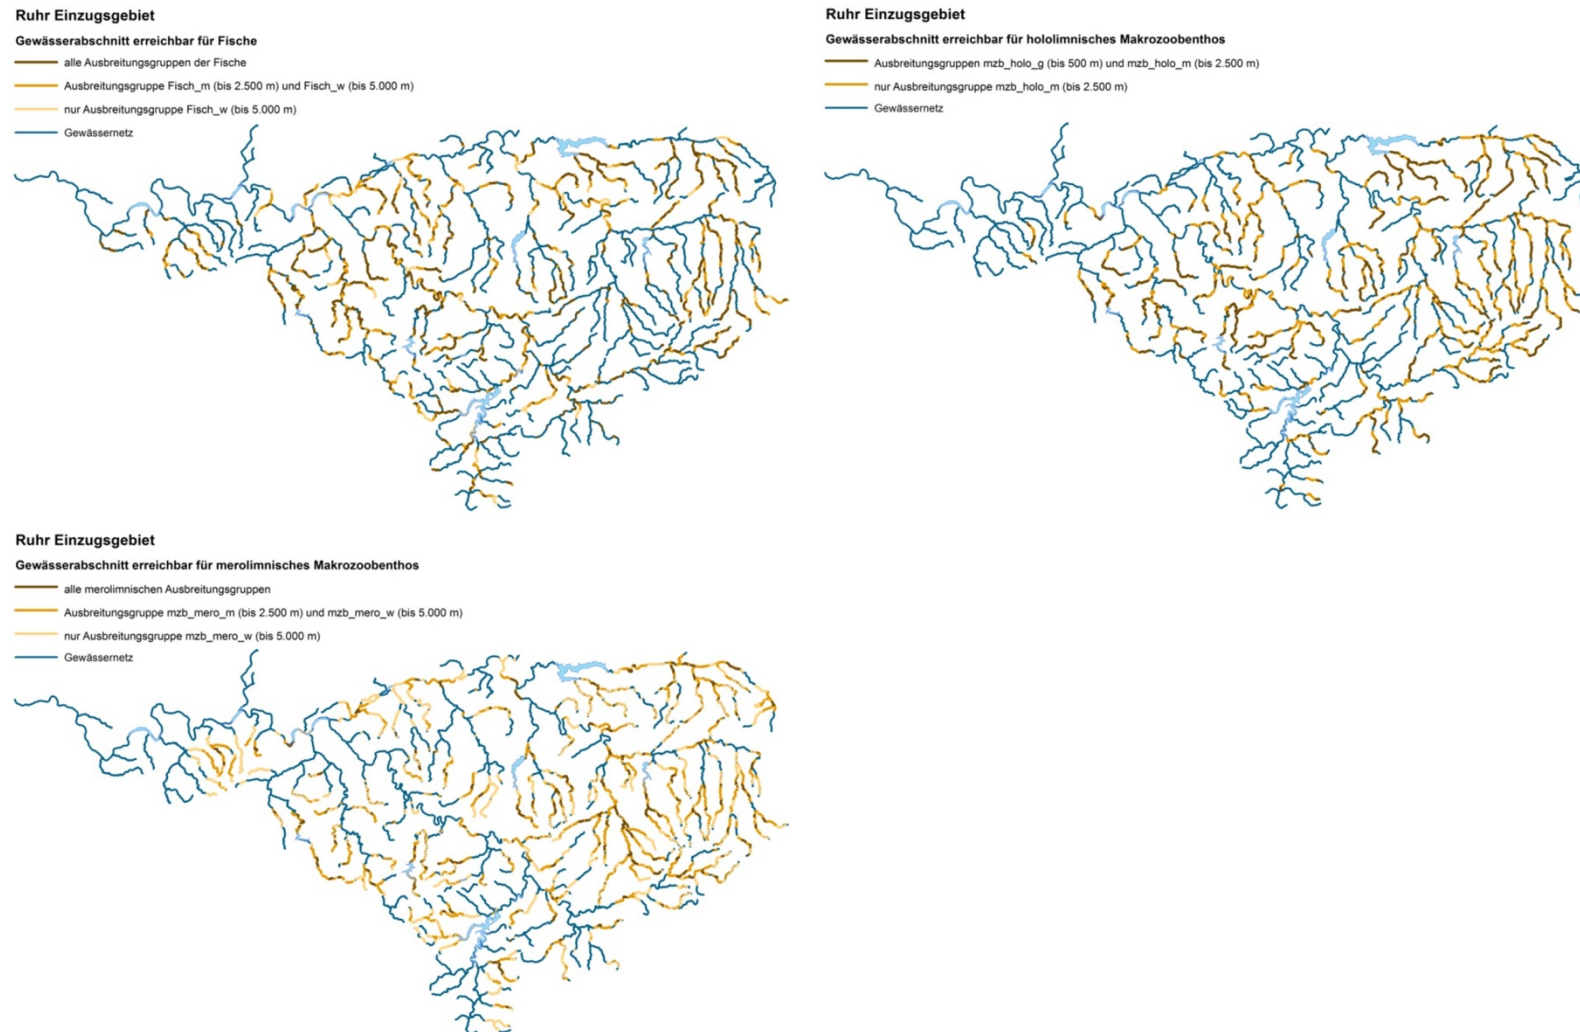 Ruhr Einzugsgebiet
Gewässerabschnitt erreichbar für Fische
alle Ausbreitungsgruppen der Fische
Ausbreitungsgruppe Fisch_m (bis 2.500 m) und Fisch_w (bis 5.000 m)
nur Ausbreitungsgruppe Fisch_w (bis 5.000 m)
Gewässernetz
Ruhr Einzugsgebiet
Gewässerabschnitt erreichbar für hololimnisches Makrozoobenthos
Ausbreitungsgruppen mzb_holo_g (bis 500 m) und mzb_holo_m (bis 2.500 m)
nur Ausbreitungsgruppe mzb_holo_m (bis 2.500 m)
Gewässernetz
Ruhr Einzugsgebiet
Gewässerabschnitt erreichbar für merolimnisches Makrozoobenthos
alle merolimnischen Ausbreitungsgruppen
Ausbreitungsgruppe mzb_mero_m (bis 2.500 m) und mzb_mero_w (bis 5.000 m)
nur Ausbreitungsgruppe mzb_mero_w (bis 5.000 m)
Gewässernetz